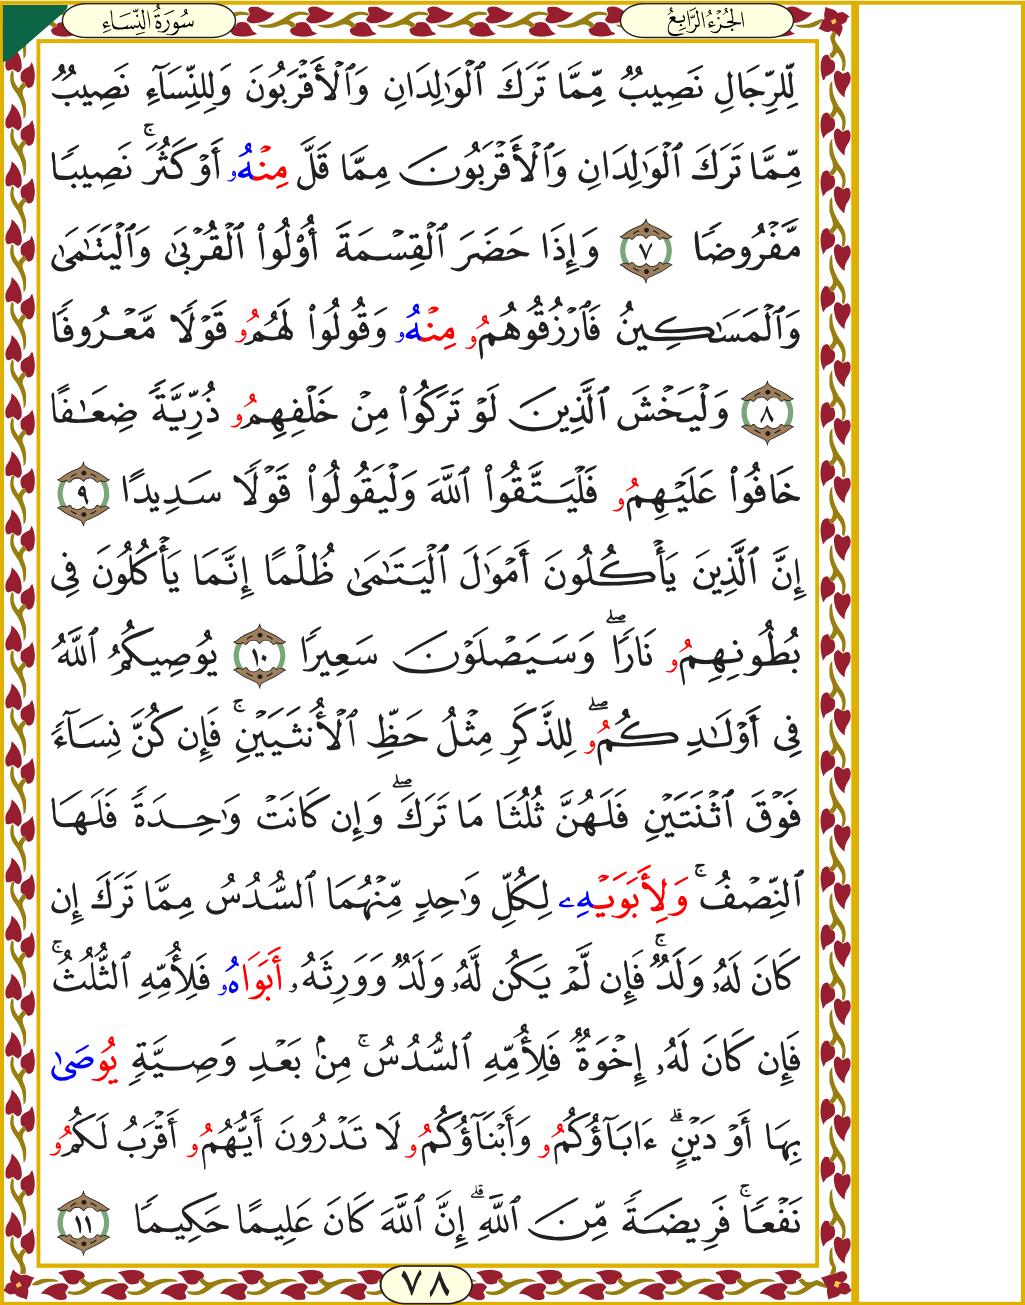 الجُزْءُ الرَّابِعُ
سُورَةُ النِّسَاءِ
لِّلرِّجَالِ نَصِيبٌ مِّمَّا تَرَكَ ٱلْوَٰلِدَانِ وَٱلْأَقْرَبُونَ وَلِلنِّسَآءِ نَصِيبٌ
مِّمَّا تَرَكَ ٱلْوَٰلِدَانِ وَٱلْأَقْرَبُونَ مِمَّا قَلَّ مِنْهُۥ أَوْ كَثُرَۚ نَصِيبًا
مَّفْرُوضًا ٧ وَإِذَا حَضَرَ ٱلْقِسْمَةَ أُو۟لُوا۟ ٱلْقُرْبَىٰ وَٱلْيَتَٰمَىٰ
وَٱلْمَسَٰكِينُ فَٱرْزُقُوهُمُۥ مِنْهُۥ وَقُولُوا۟ لَهُمُۥ قَوْلًا مَّعْرُوفًا
٨ وَلْيَخْشَ ٱلَّذِينَ لَوْ تَرَكُوا۟ مِنْ خَلْفِهِمُۥ ذُرِّيَّةً ضِعَٰفًا
خَافُوا۟ عَلَيْهِمُۥ فَلْيَتَّقُوا۟ ٱللَّهَ وَلْيَقُولُوا۟ قَوْلًا سَدِيدًا ٩
إِنَّ ٱلَّذِينَ يَأْكُلُونَ أَمْوَٰلَ ٱلْيَتَٰمَىٰ ظُلْمًا إِنَّمَا يَأْكُلُونَ فِى
بُطُونِهِمُۥ نَارًاۖ وَسَيَصْلَوْنَ سَعِيرًا ١٠ يُوصِيكُمُ ٱللَّهُ
فِىٓ أَوْلَٰدِكُمُۥۖ لِلذَّكَرِ مِثْلُ حَظِّ ٱلْأُنثَيَيْنِۚ فَإِن كُنَّ نِسَآءً
فَوْقَ ٱثْنَتَيْنِ فَلَهُنَّ ثُلُثَا مَا تَرَكَۖ وَإِن كَانَتْ وَٰحِدَةً فَلَهَا
ٱلنِّصْفُۚ وَلِأَبَوَيْهِۦ لِكُلِّ وَٰحِدٍ مِّنْهُمَا ٱلسُّدُسُ مِمَّا تَرَكَ إِن
كَانَ لَهُۥ وَلَدٌۚ فَإِن لَّمْ يَكُن لَّهُۥ وَلَدٌ وَوَرِثَهُۥٓ أَبَوَاهُۥ فَلِأُمِّهِ ٱلثُّلُثُۚ
فَإِن كَانَ لَهُۥٓ إِخْوَةٌ فَلِأُمِّهِ ٱلسُّدُسُۚ مِنۢ بَعْدِ وَصِيَّةٍ يُوصَىٰ
بِهَآ أَوْ دَيْنٍۗ ءَابَآؤُكُمُۥ وَأَبْنَآؤُكُمُۥ لَا تَدْرُونَ أَيُّهُمُۥ أَقْرَبُ لَكُمُۥ
نَفْعًاۚ فَرِيضَةً مِّنَ ٱللَّهِۗ إِنَّ ٱللَّهَ كَانَ عَلِيمًا حَكِيمًا ١١
٧٨